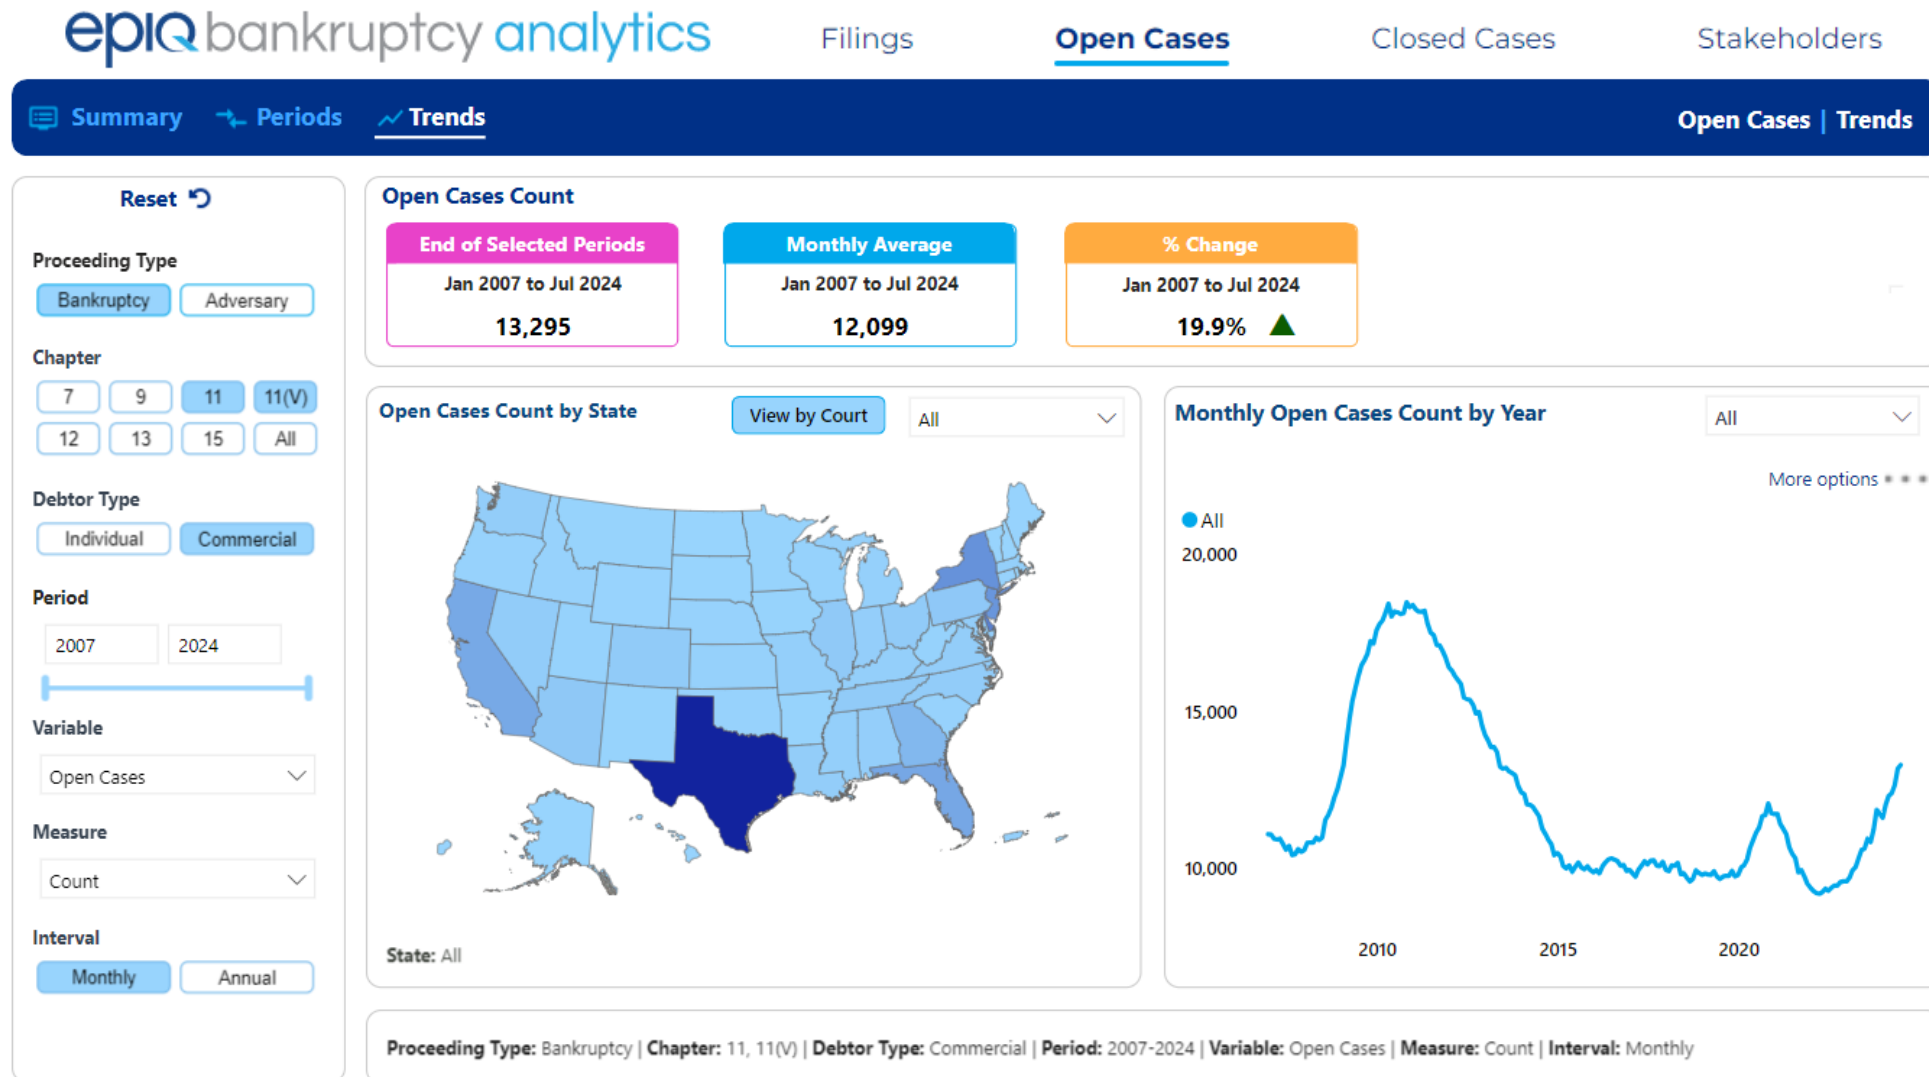 epiq bankruptcy analytics
Filings
Open Cases
Closed Cases
Stakeholders
Summary
Periods
Trends
Open Cases | Trends
Reset
Proceeding Type
Bankruptcy
Adversary
Chapter
7
9
11
11(V)
12
13
15
All
Debtor Type
Individual
Commercial
Period
2007
2024
Variable
Open Cases
Measure
Count
Interval
Monthly
Annual
Open Cases Count
End of Selected Periods
Jan 2007 to Jul 2024
13,295
Monthly Average
Jan 2007 to Jul 2024
12,099
% Change
Jan 2007 to Jul 2024
19.9%
Open Cases Count by State
View by Court
All
State: All
Monthly Open Cases Count by Year
All
More options
All
20,000
15,000
10,000
2010
2015
2020
Proceeding Type: Bankruptcy | Chapter: 11, 11(V) | Debtor Type: Commercial | Period: 2007-2024 | Variable: Open Cases | Measure: Count | Interval: Monthly